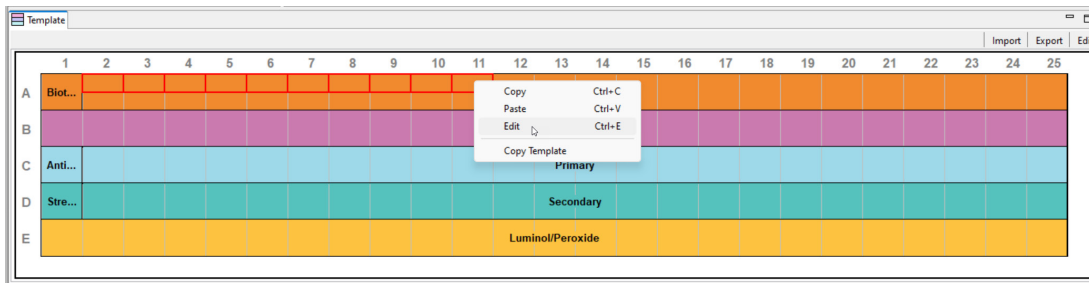 Template
Import Export Edi
1 2 3 4 5 6 7 8 9 10 11 12 13 14 15 16 17 18 19 20 21 22 23 24 25
A Biot...
Copy Ctrl+C
Paste Ctrl+V
B
Edit Ctrl+E
Copy Template
C Anti... Primary
D Stre... Secondary
E Luminol/Peroxide